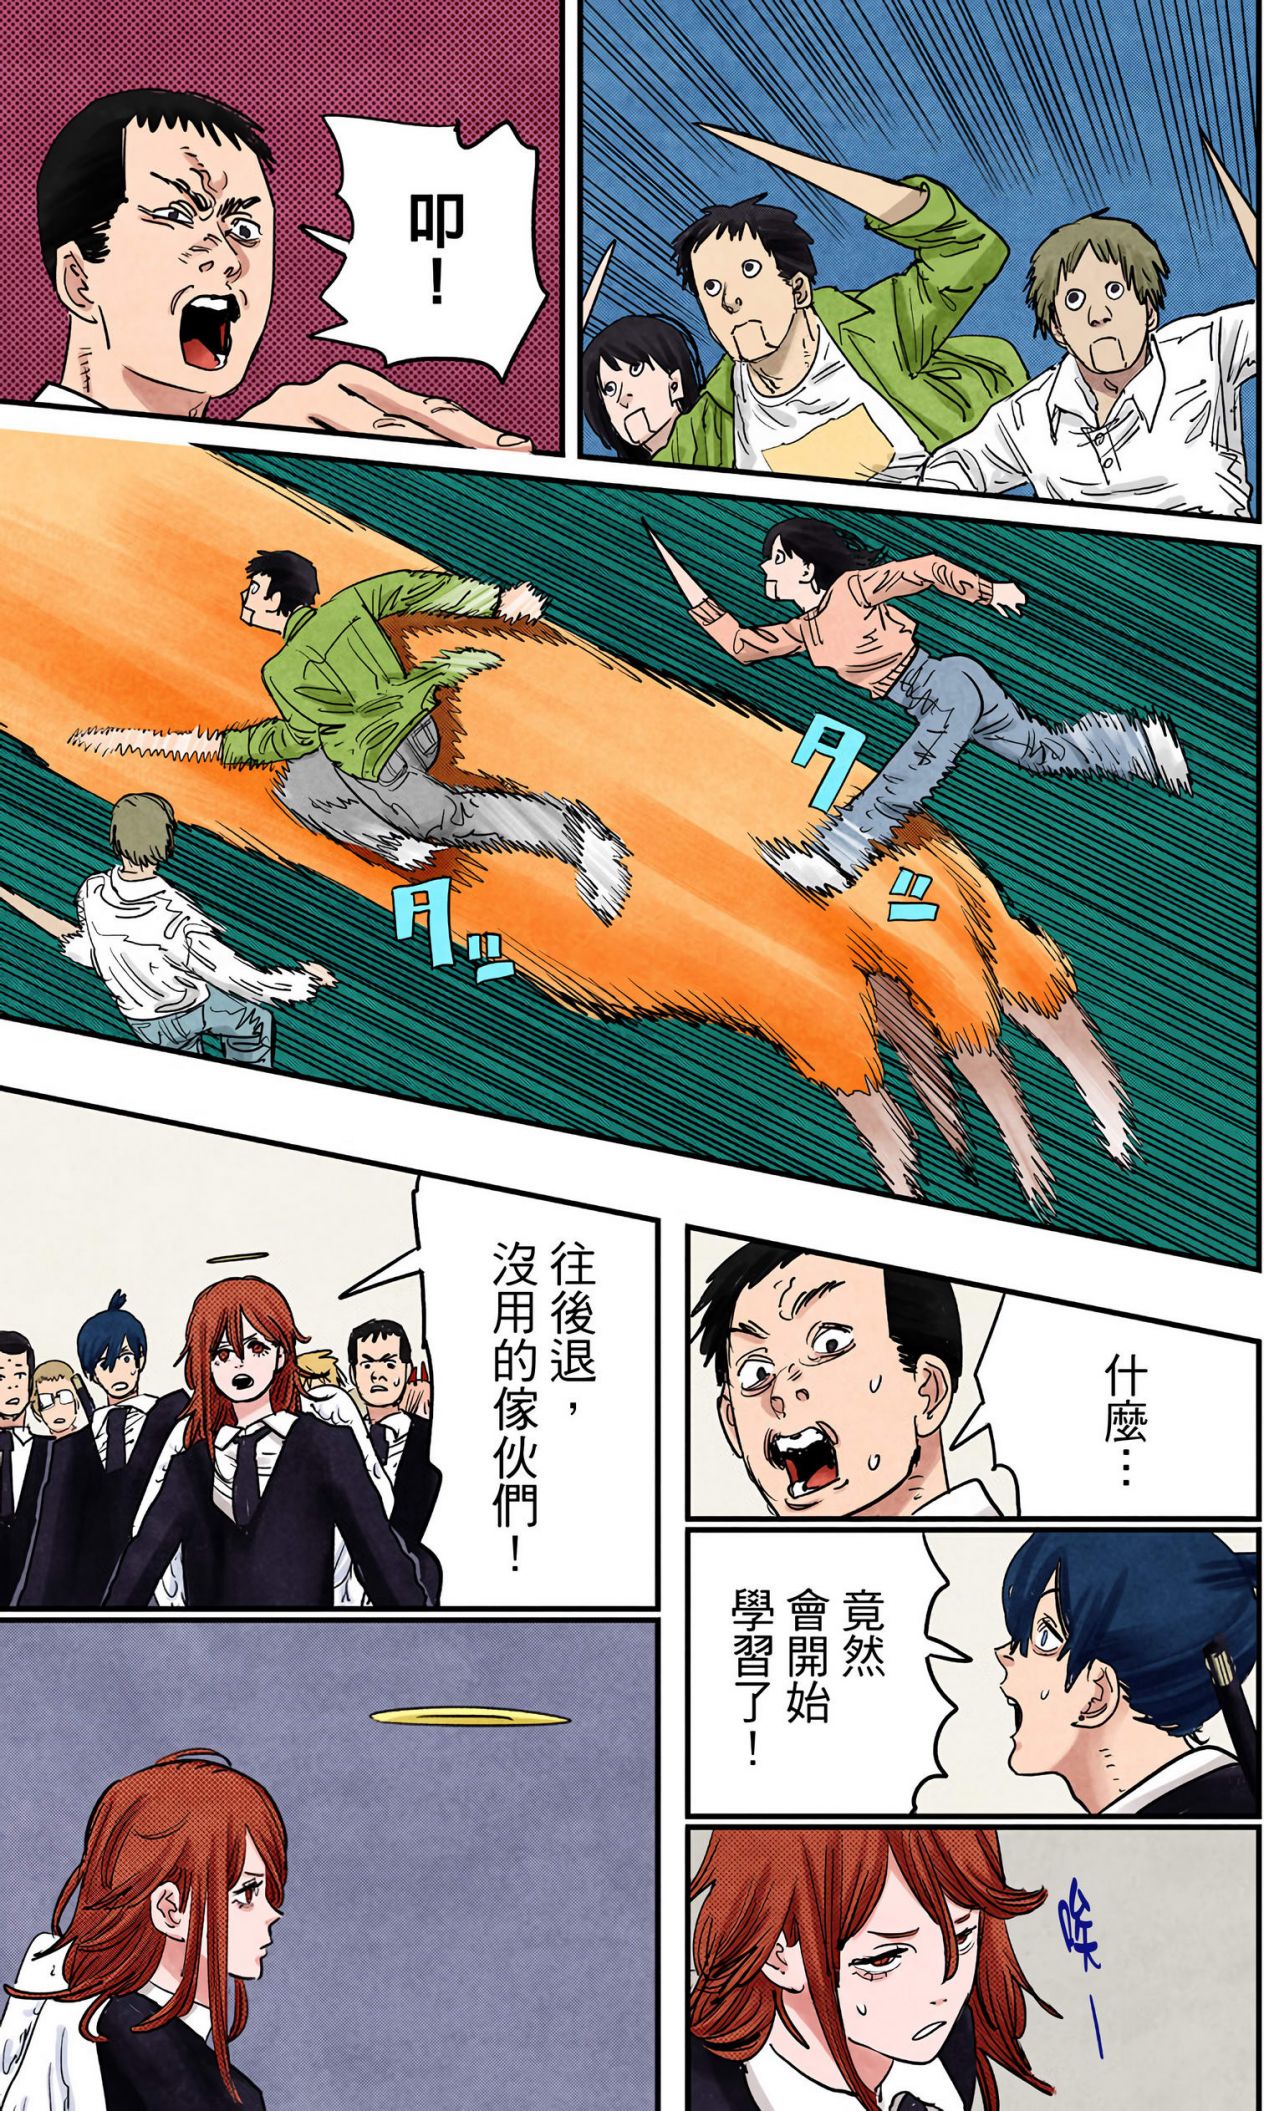 叩！
タッ
タッ
什麼…
竟然
會開始
學習了！
唉—
往後退，
沒用的傢伙們！